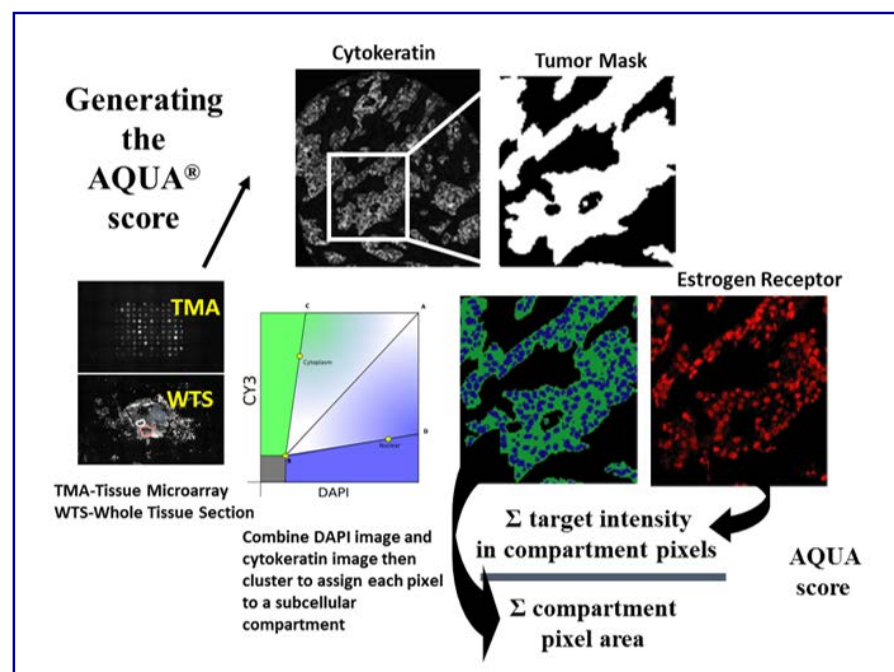 Generating
the
AQUA®
score
Cytokeratin
Tumor Mask
TMA
WTS
TMA-Tissue Microarray
WTS-Whole Tissue Section
C
A
Cytoplasm
CY3
D
Nuclear
B
DAPI
Combine DAPI image and
cytokeratin image then
cluster to assign each pixel
to a subcellular
compartment
Estrogen Receptor
Σ target intensity
in compartment pixels
Σ compartment
pixel area
AQUA
score